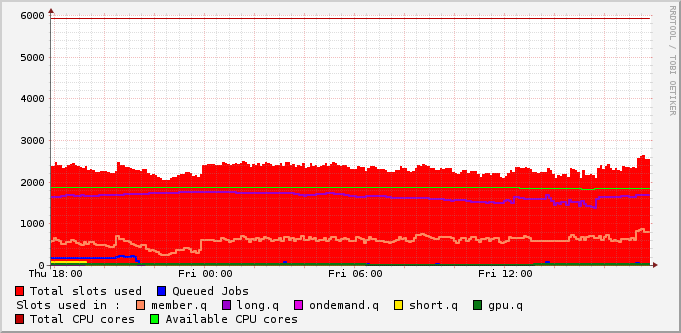 6000
5000
4000
3000
2000
1000
0
Thu 18:00 Fri 00:00 Fri 06:00 Fri 12:00
Total slots used Queued Jobs
Slots used in : member.q long.q ondemand.q short.q gpu.q
Total CPU cores Available CPU cores
RRDTOOL / TOBI OETIKER